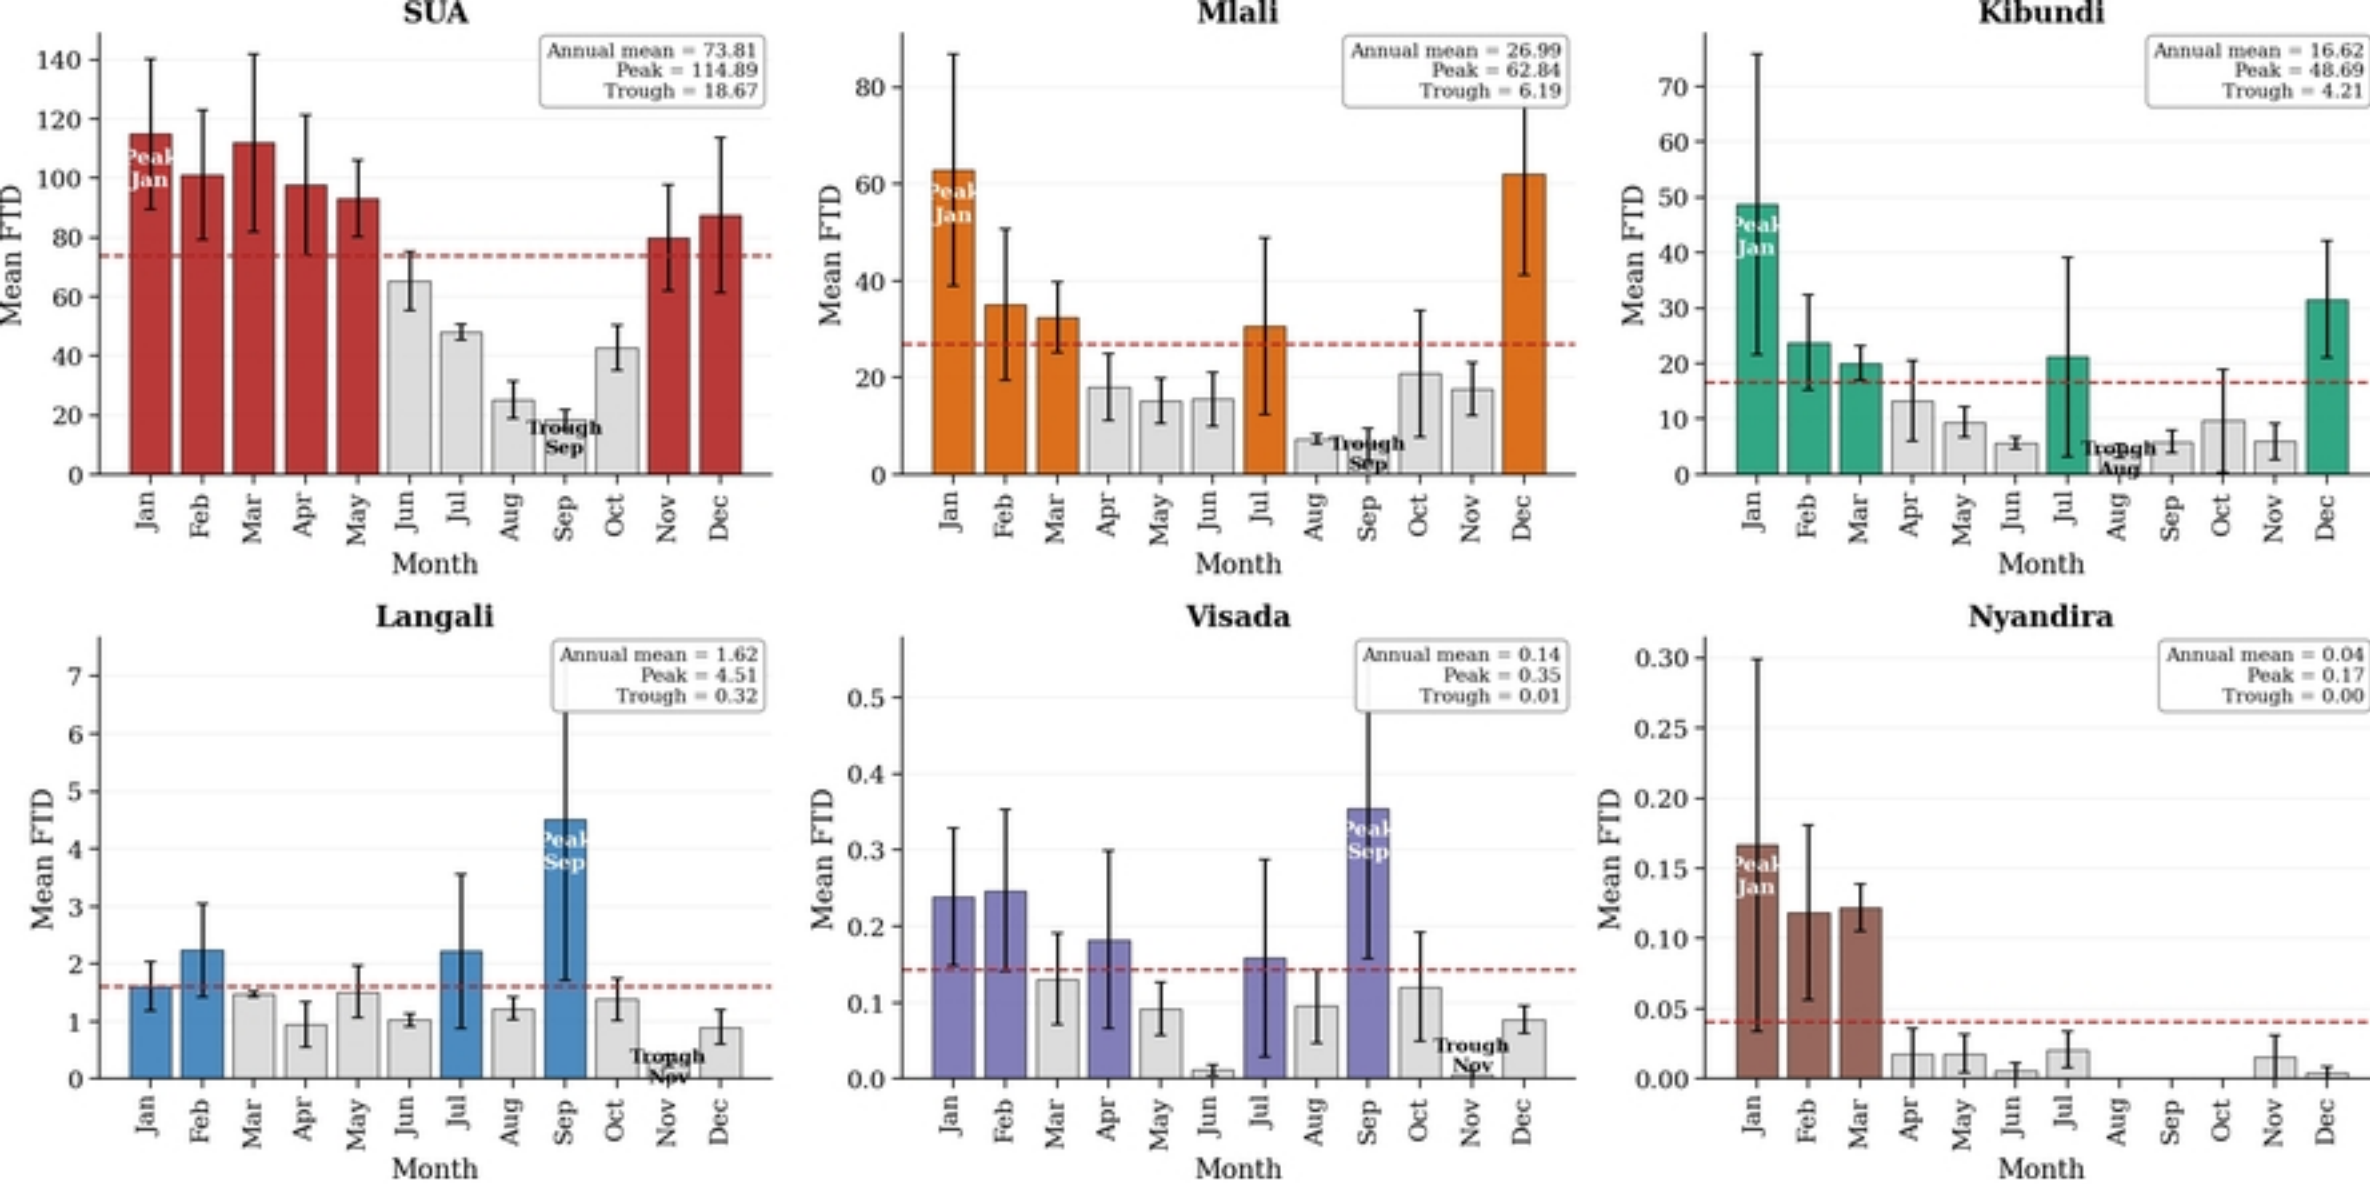 SUA
Annual mean = 73.81
Peak = 114.89
Trough = 18.67
Mean FTD
140
120
100
80
60
40
20
0
Peak
Jan
Trough
Sep
Jan Feb Mar Apr May Jun Jul Aug Sep Oct Nov Dec
Month
Mlali
Annual mean = 26.99
Peak = 62.84
Trough = 6.19
Mean FTD
80
60
40
20
0
Peak
Jan
Trough
Sep
Jan Feb Mar Apr May Jun Jul Aug Sep Oct Nov Dec
Month
Kibundi
Annual mean = 16.62
Peak = 48.69
Trough = 4.21
Mean FTD
70
60
50
40
30
20
10
0
Peak
Jan
Trough
Aug
Jan Feb Mar Apr May Jun Jul Aug Sep Oct Nov Dec
Month
Langali
Annual mean = 1.62
Peak = 4.51
Trough = 0.32
Mean FTD
7
6
5
4
3
2
1
0
Peak
Sep
Trough
Nov
Jan Feb Mar Apr May Jun Jul Aug Sep Oct Nov Dec
Month
Visada
Annual mean = 0.14
Peak = 0.35
Trough = 0.01
Mean FTD
0.5
0.4
0.3
0.2
0.1
0.0
Peak
Sep
Trough
Nov
Jan Feb Mar Apr May Jun Jul Aug Sep Oct Nov Dec
Month
Nyandira
Annual mean = 0.04
Peak = 0.17
Trough = 0.00
Mean FTD
0.30
0.25
0.20
0.15
0.10
0.05
0.00
Peak
Jan
Jan Feb Mar Apr May Jun Jul Aug Sep Oct Nov Dec
Month